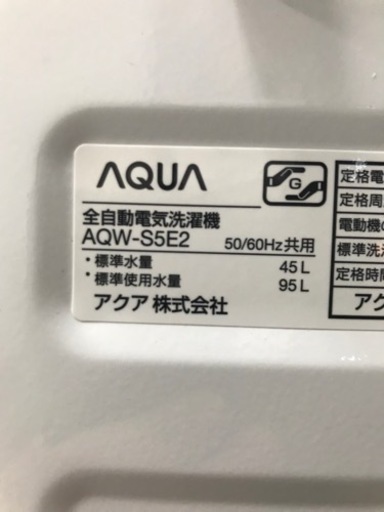 AQUA
G
全自動電気洗濯機
AQW-S5E2 50/60Hz共用
・標準水量 45L
・標準使用水量 95L
アクア 株式会社
定格電
定格周
電動機の
標準洗
定格時間
アク